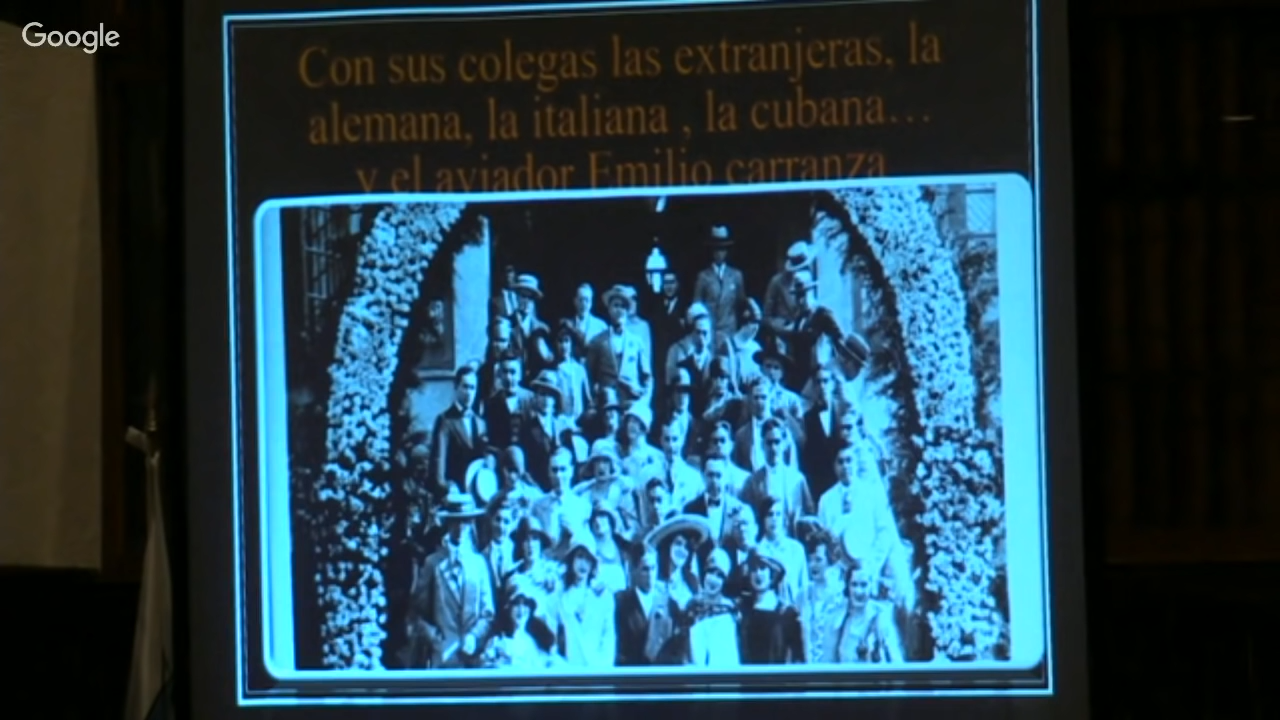 Google
Con sus colegas las extranjeras, la
alemana, la italiana , la cubana...
y el aviador Emilio carranza